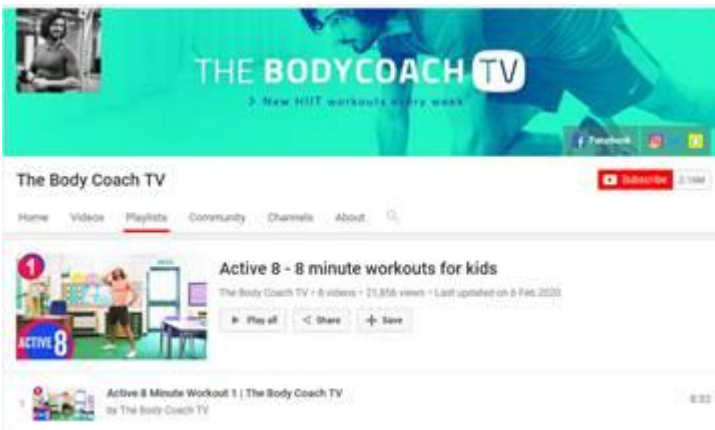 THE BODYCOACH TV
> New HIIT workouts every week
Facebook
The Body Coach TV
Subscribe 2.16M
Home Videos Playlists Community Channels About
1
ACTIVE 8
Active 8 - 8 minute workouts for kids
The Body Coach TV • 8 videos • 21,856 views • Last updated on 6 Feb 2020
Play all Share Save
1
Active 8 Minute Workout 1 | The Body Coach TV
by The Body Coach TV